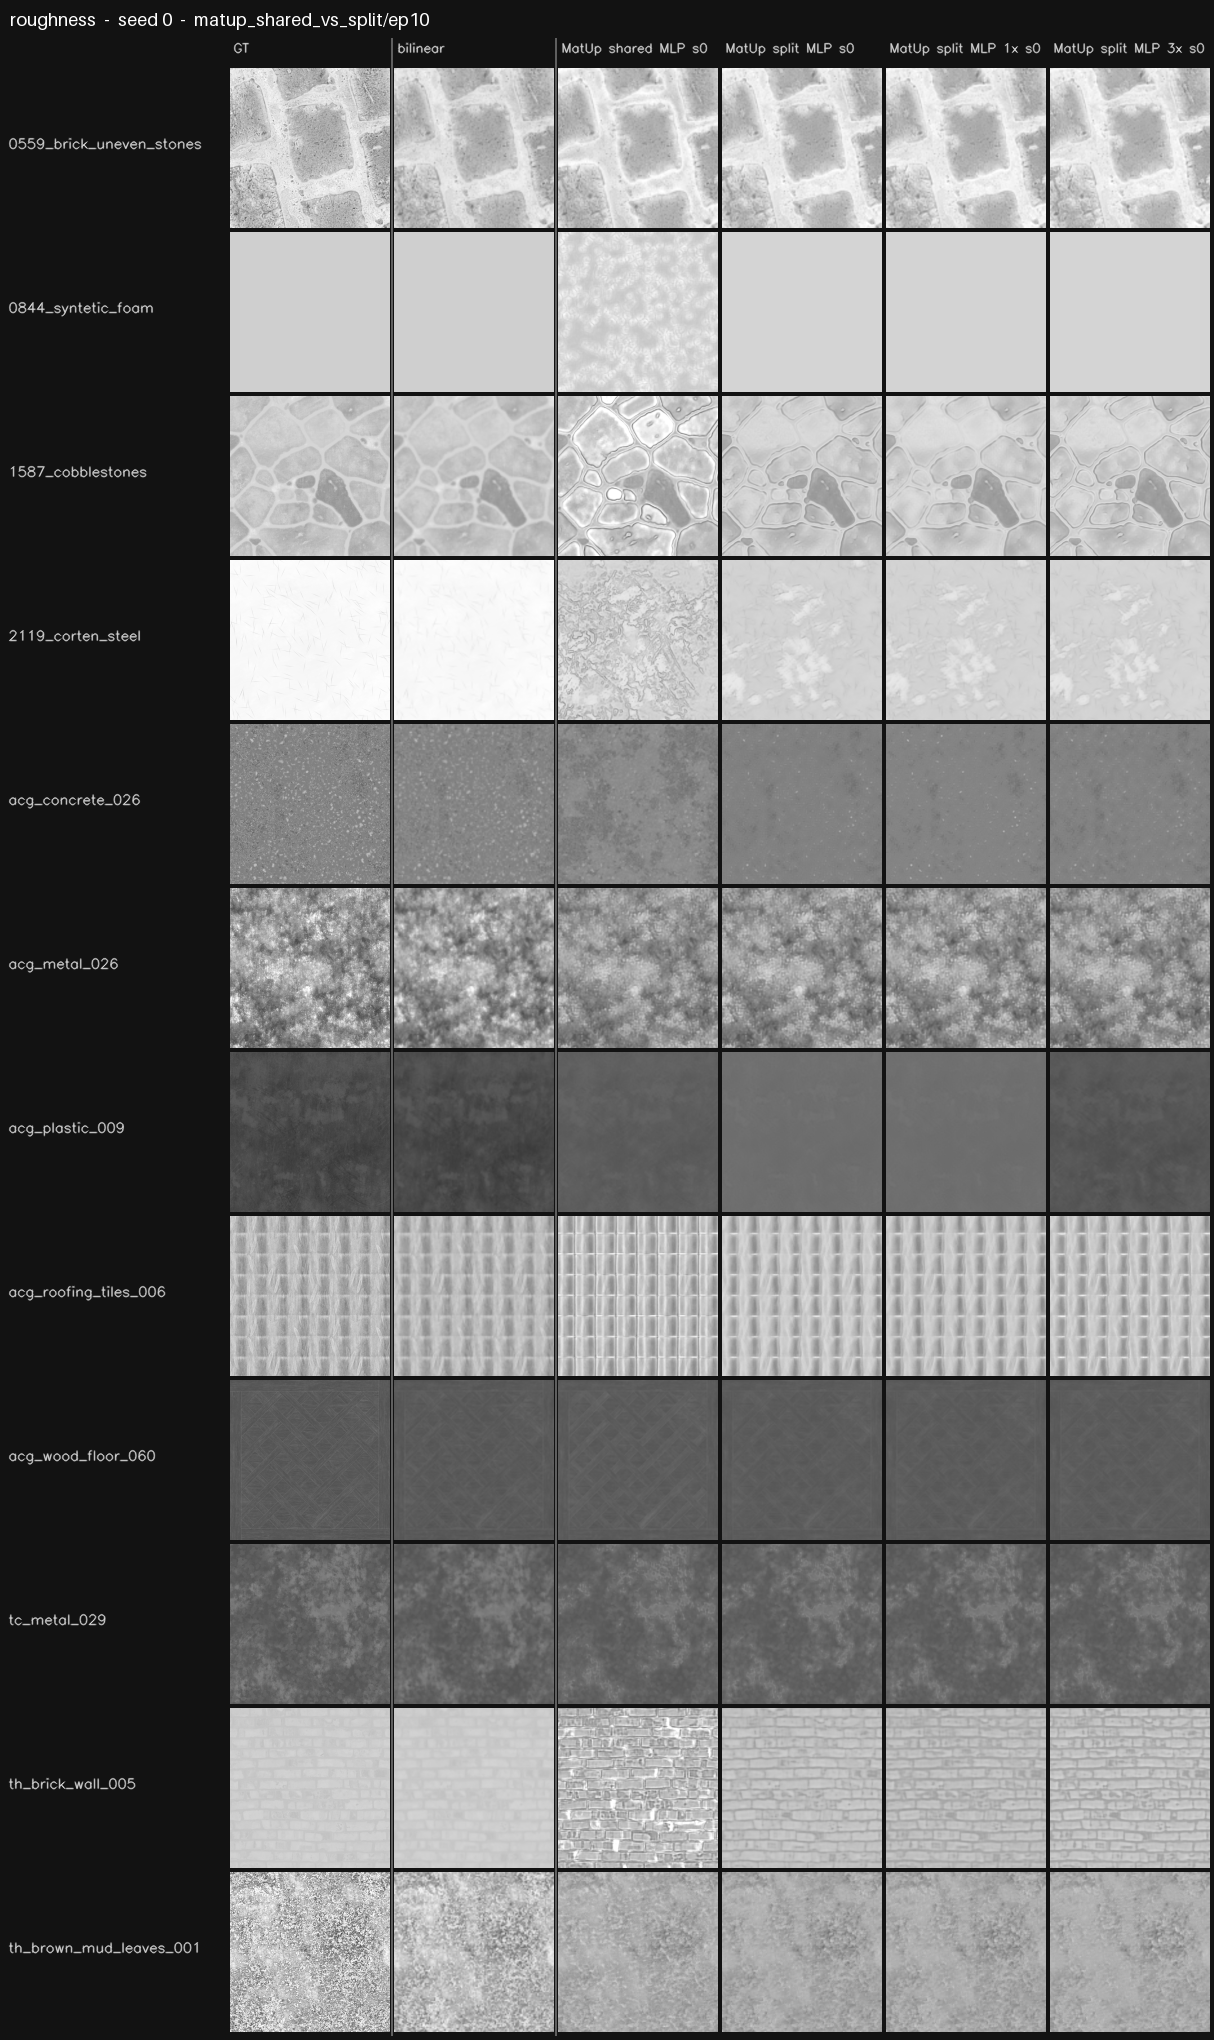 roughness - seed 0 - matup_shared_vs_split/ep10
GT bilinear MatUp shared MLP s0 MatUp split MLP s0 MatUp split MLP 1x s0 MatUp split MLP 3x s0
0559_brick_uneven_stones
0844_syntetic_foam
1587_cobblestones
2119_corten_steel
acg_concrete_026
acg_metal_026
acg_plastic_009
acg_roofing_tiles_006
acg_wood_floor_060
tc_metal_029
th_brick_wall_005
th_brown_mud_leaves_001